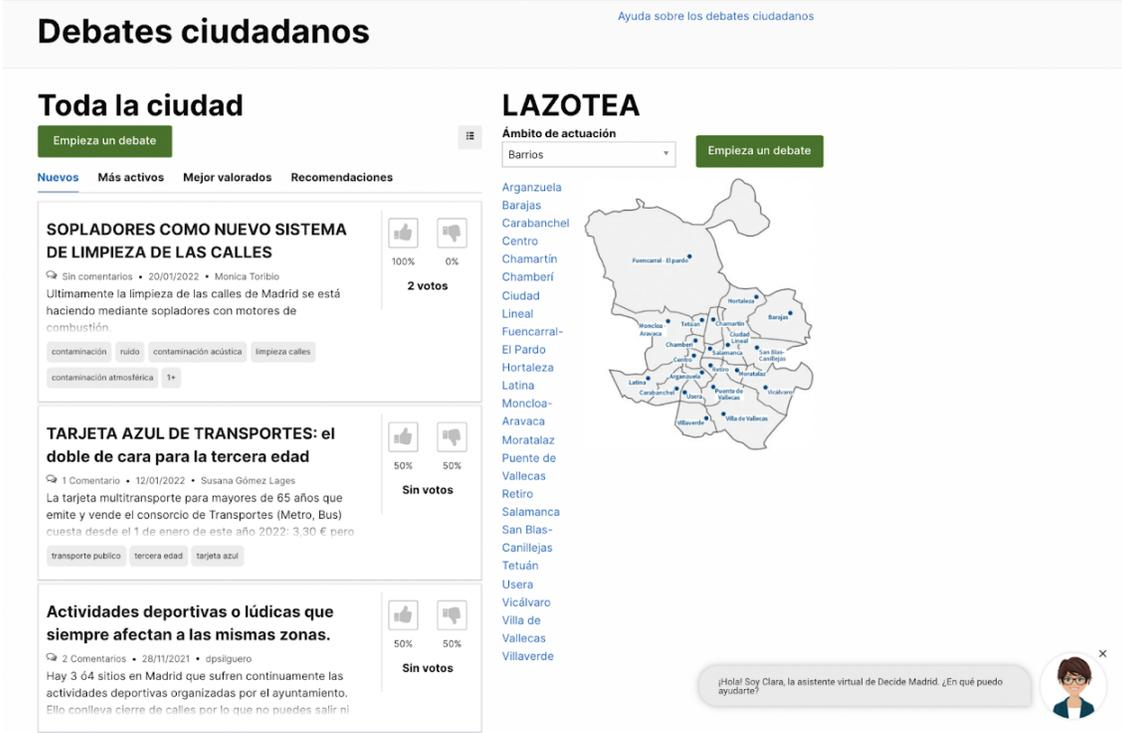 Debates ciudadanos
Ayuda sobre los debates ciudadanos
Toda la ciudad
Empieza un debate
Nuevos
Más activos
Mejor valorados
Recomendaciones
SOPLADORES COMO NUEVO SISTEMA
DE LIMPIEZA DE LAS CALLES
Sin comentarios • 20/01/2022 • Monica Toribio
Ultimamente la limpieza de las calles de Madrid se está
haciendo mediante sopladores con motores de
combustión.
contaminación
ruido
contaminación acústica
limpieza calles
contaminación atmosférica
1+
100%
0%
2 votos
TARJETA AZUL DE TRANSPORTES: el
doble de cara para la tercera edad
1 Comentario • 12/01/2022 • Susana Gómez Lages
La tarjeta multitransporte para mayores de 65 años que
emite y vende el consorcio de Transportes (Metro, Bus)
cuesta desde el 1 de enero de este año 2022: 3,30 € pero
transporte publico
tercera edad
tarjeta azul
50%
50%
Sin votos
Actividades deportivas o lúdicas que
siempre afectan a las mismas zonas.
2 Comentarios • 28/11/2021 • dpsilguero
Hay 3 ó4 sitios en Madrid que sufren continuamente las
actividades deportivas organizadas por el ayuntamiento.
Ello conlleva cierre de calles por lo que no puedes salir ni
50%
50%
Sin votos
LAZOTEA
Ámbito de actuación
Barrios
Empieza un debate
Arganzuela
Barajas
Carabanchel
Centro
Chamartín
Chamberí
Ciudad
Lineal
Fuencarral-
El Pardo
Hortaleza
Latina
Moncloa-
Aravaca
Moratalaz
Puente de
Vallecas
Retiro
Salamanca
San Blas-
Canillejas
Tetuán
Usera
Vicálvaro
Villa de
Vallecas
Villaverde
Fuencarral - El pardo
Hortaleza
Barajas
Moncloa -
Aravaca
Tetuán
Chamartín
Ciudad
Lineal
Chamberí
Salamanca
San Blas-
Canillejas
Centro
Retiro
Moratalaz
Arganzuela
Latina
Carabanchel
Usera
Puente de
Vallecas
Vicálvaro
Villaverde
Villa de Vallecas
¡Hola! Soy Clara, la asistente virtual de Decide Madrid. ¿En qué puedo
ayudarte?